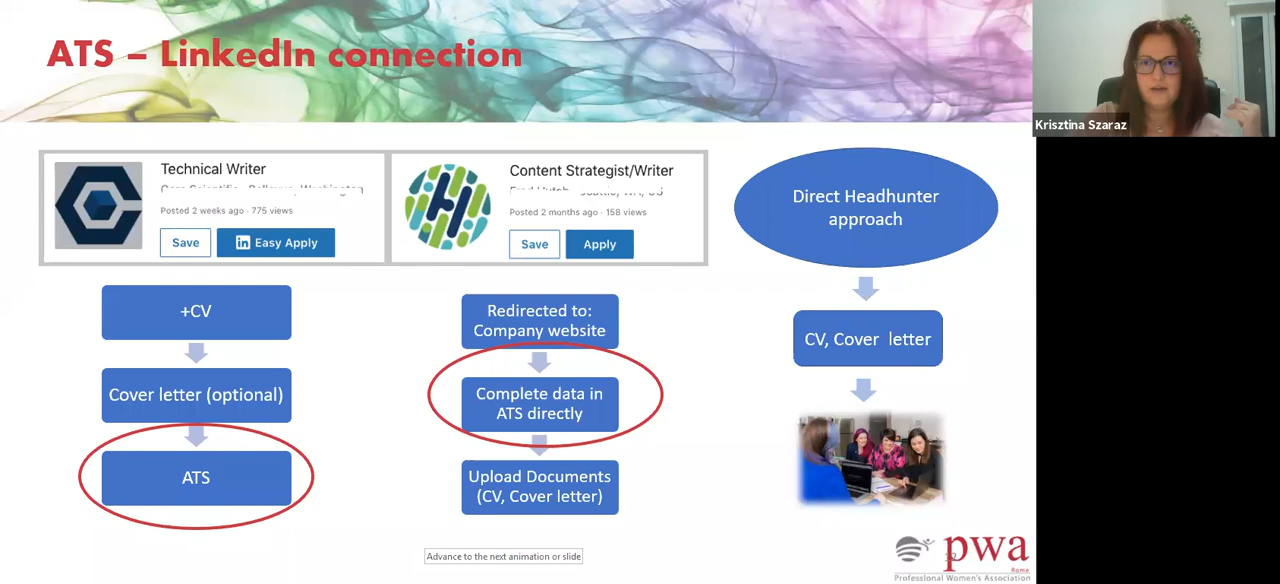 ATS – LinkedIn connection
Krisztina Szaraz
Technical Writer
Posted 2 weeks ago · 775 views
Save
in Easy Apply
Content Strategist/Writer
Posted 2 months ago · 158 views
Save
Apply
Direct Headhunter
approach
+CV
Cover letter (optional)
ATS
Redirected to:
Company website
Complete data in
ATS directly
Upload Documents
(CV, Cover letter)
CV, Cover letter
Advance to the next animation or slide
pwa
Rome
Professional Women's Association